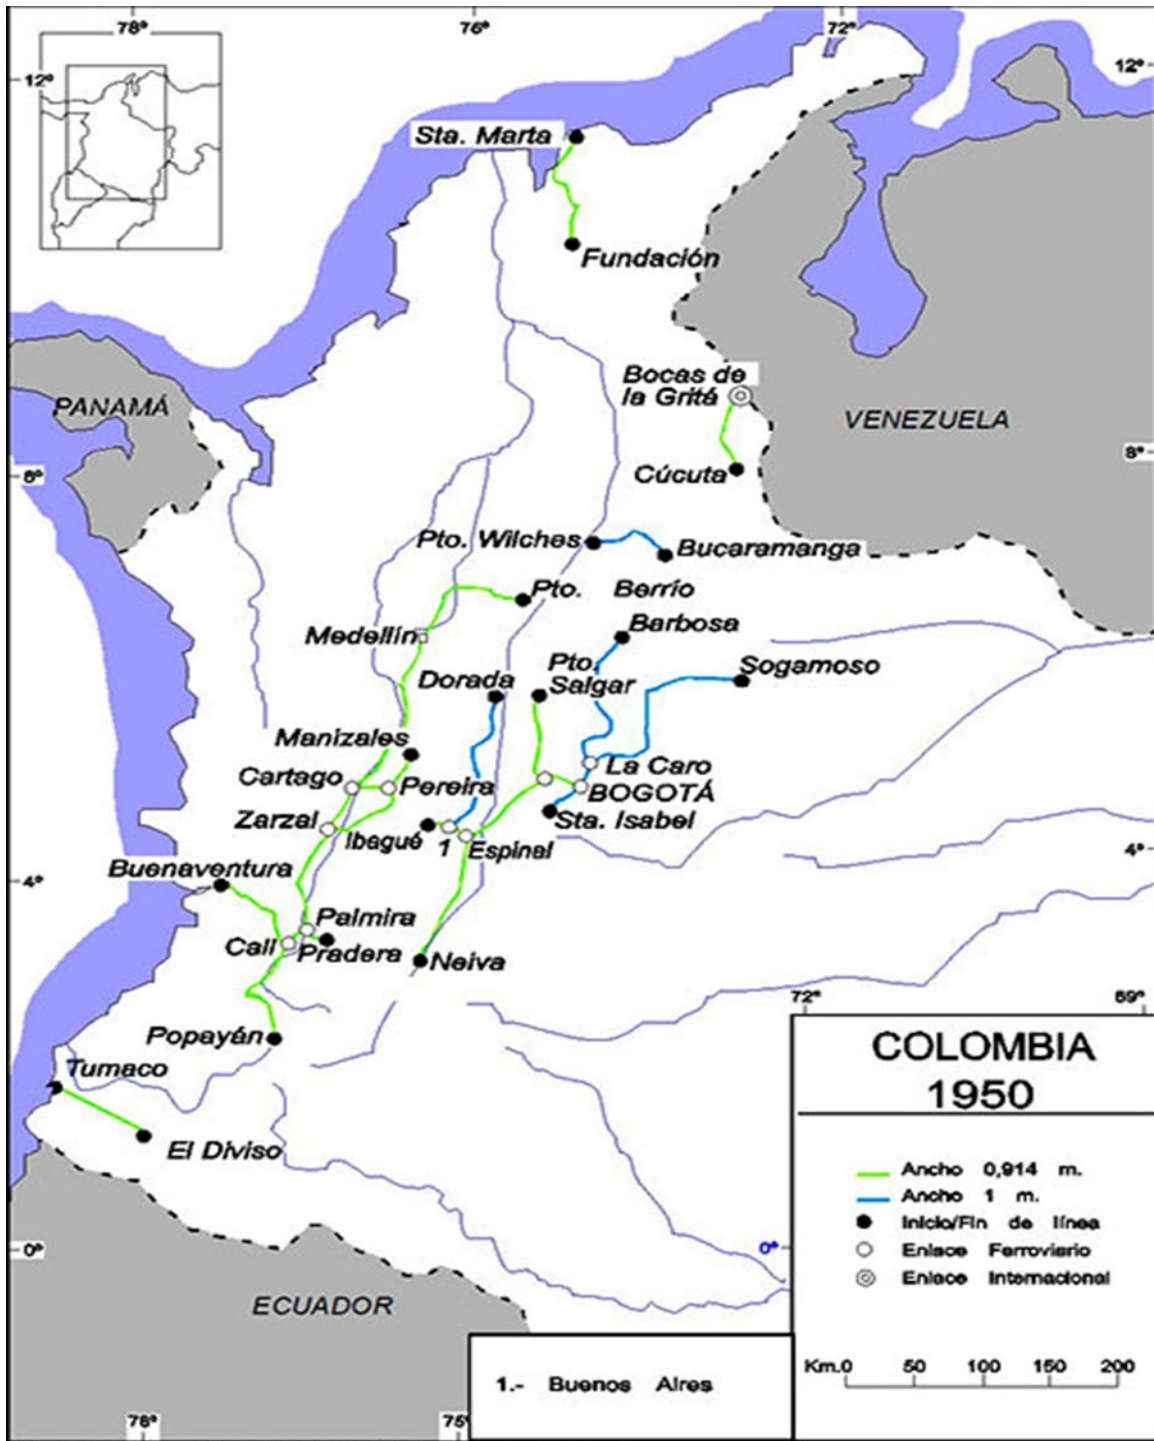 78°
76°
72°
12°
12°
Sta. Marta
Fundación
Bocas de
la Gritá
PANAMÁ
VENEZUELA
8°
Cúcuta
6°
Pto. Wilches
Bucaramanga
Pto. Berrío
Barbosa
Medellín
Pto.
Salgar
Sogamoso
Dorada
Manizales
La Caro
Cartago
Pereira
BOGOTÁ
Zarzal
Ibagué
1
Espinal
Sta. Isabel
4°
Buenaventura
4°
Palmira
Cali
Pradera
Neiva
72°
69°
Popayán
Tumaco
El Diviso
COLOMBIA
1950
Ancho 0,914 m.
Ancho 1 m.
Inicio/Fin de línea
0°
0°
Enlace Ferroviario
Enlace Internacional
ECUADOR
Km.0 50 100 150 200
1.- Buenos Aires
78°
75°